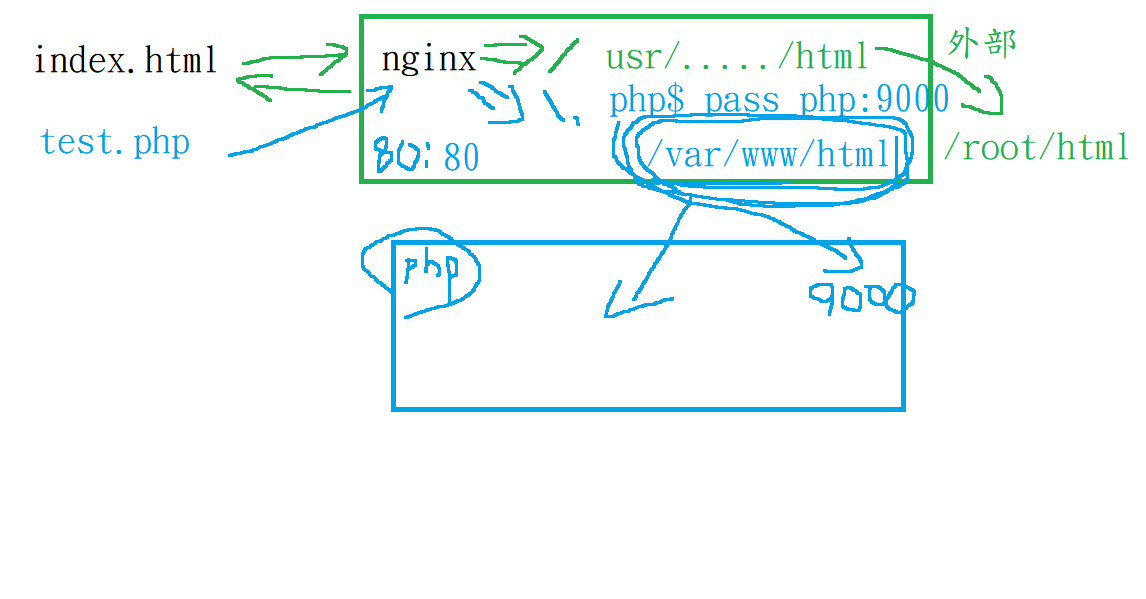 index.html
nginx / usr/...../html 外部
test.php
\. php$ pass php:9000
80:80 /var/www/html /root/html
php
9000